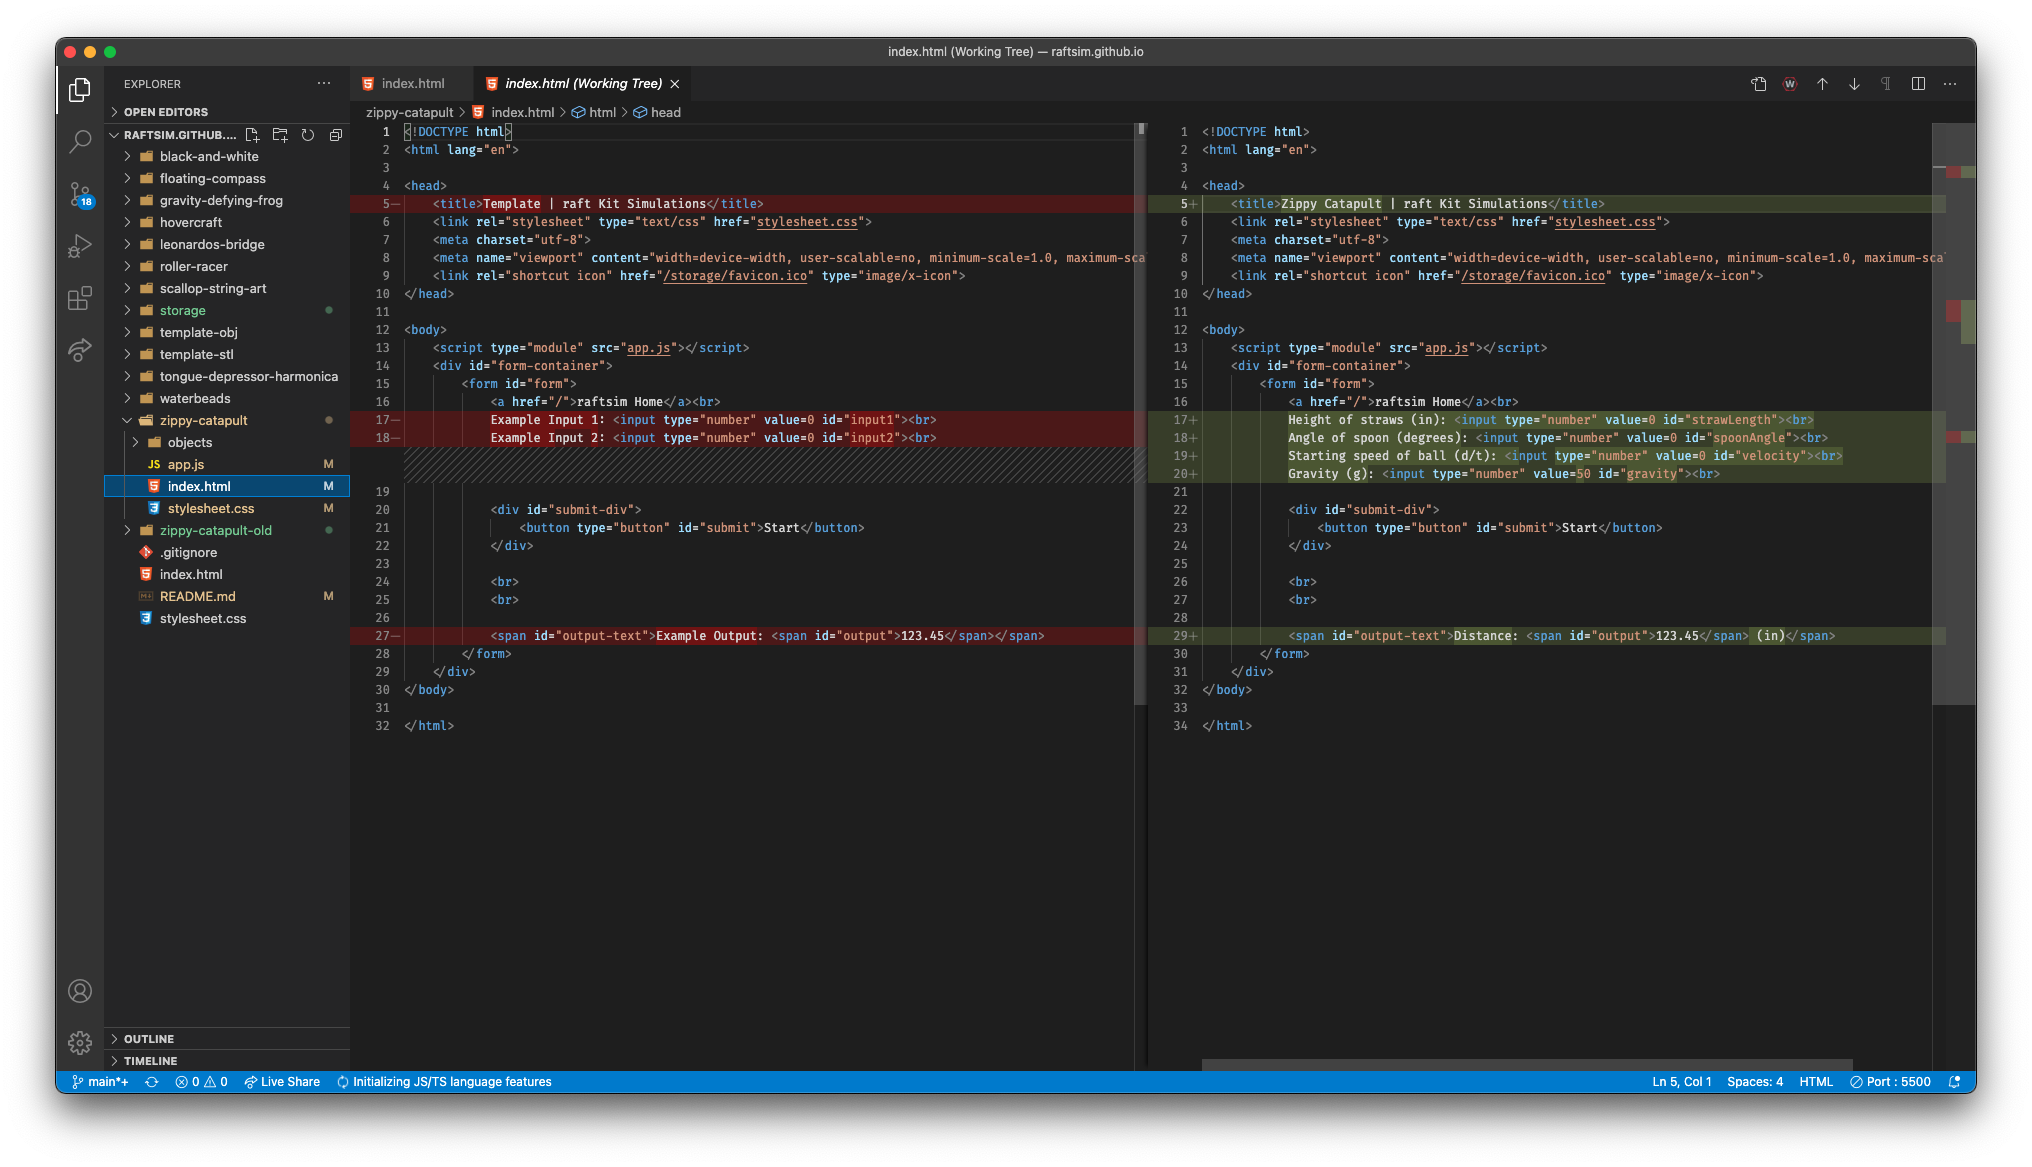 index.html (Working Tree) — raftsim.github.io
EXPLORER
index.html
index.html (Working Tree)
OPEN EDITORS
RAFTSIM.GITHUB....
black-and-white
floating-compass
gravity-defying-frog
hovercraft
leonardos-bridge
roller-racer
scallop-string-art
storage
template-obj
template-stl
tongue-depressor-harmonica
waterbeads
zippy-catapult
objects
JS app.js M
index.html M
stylesheet.css M
zippy-catapult-old
.gitignore
index.html
README.md M
stylesheet.css
OUTLINE
TIMELINE
18
zippy-catapult > index.html > html > head
1 <!DOCTYPE html>
2 <html lang="en">
3
4 <head>
5— <title>Template | raft Kit Simulations</title>
6 <link rel="stylesheet" type="text/css" href="stylesheet.css">
7 <meta charset="utf-8">
8 <meta name="viewport" content="width=device-width, user-scalable=no, minimum-scale=1.0, maximum-sca
9 <link rel="shortcut icon" href="/storage/favicon.ico" type="image/x-icon">
10 </head>
11
12 <body>
13 <script type="module" src="app.js"></script>
14 <div id="form-container">
15 <form id="form">
16 <a href="/">raftsim Home</a><br>
17— Example Input 1: <input type="number" value=0 id="input1"><br>
18— Example Input 2: <input type="number" value=0 id="input2"><br>
19
20 <div id="submit-div">
21 <button type="button" id="submit">Start</button>
22 </div>
23
24 <br>
25 <br>
26
27— <span id="output-text">Example Output: <span id="output">123.45</span></span>
28 </form>
29 </div>
30 </body>
31
32 </html>
1 <!DOCTYPE html>
2 <html lang="en">
3
4 <head>
5+ <title>Zippy Catapult | raft Kit Simulations</title>
6 <link rel="stylesheet" type="text/css" href="stylesheet.css">
7 <meta charset="utf-8">
8 <meta name="viewport" content="width=device-width, user-scalable=no, minimum-scale=1.0, maximum-sca
9 <link rel="shortcut icon" href="/storage/favicon.ico" type="image/x-icon">
10 </head>
11
12 <body>
13 <script type="module" src="app.js"></script>
14 <div id="form-container">
15 <form id="form">
16 <a href="/">raftsim Home</a><br>
17+ Height of straws (in): <input type="number" value=0 id="strawLength"><br>
18+ Angle of spoon (degrees): <input type="number" value=0 id="spoonAngle"><br>
19+ Starting speed of ball (d/t): <input type="number" value=0 id="velocity"><br>
20+ Gravity (g): <input type="number" value=50 id="gravity"><br>
21
22 <div id="submit-div">
23 <button type="button" id="submit">Start</button>
24 </div>
25
26 <br>
27 <br>
28
29+ <span id="output-text">Distance: <span id="output">123.45</span> (in)</span>
30 </form>
31 </div>
32 </body>
33
34 </html>
main*+ 0 0 Live Share Initializing JS/TS language features Ln 5, Col 1 Spaces: 4 HTML Port : 5500